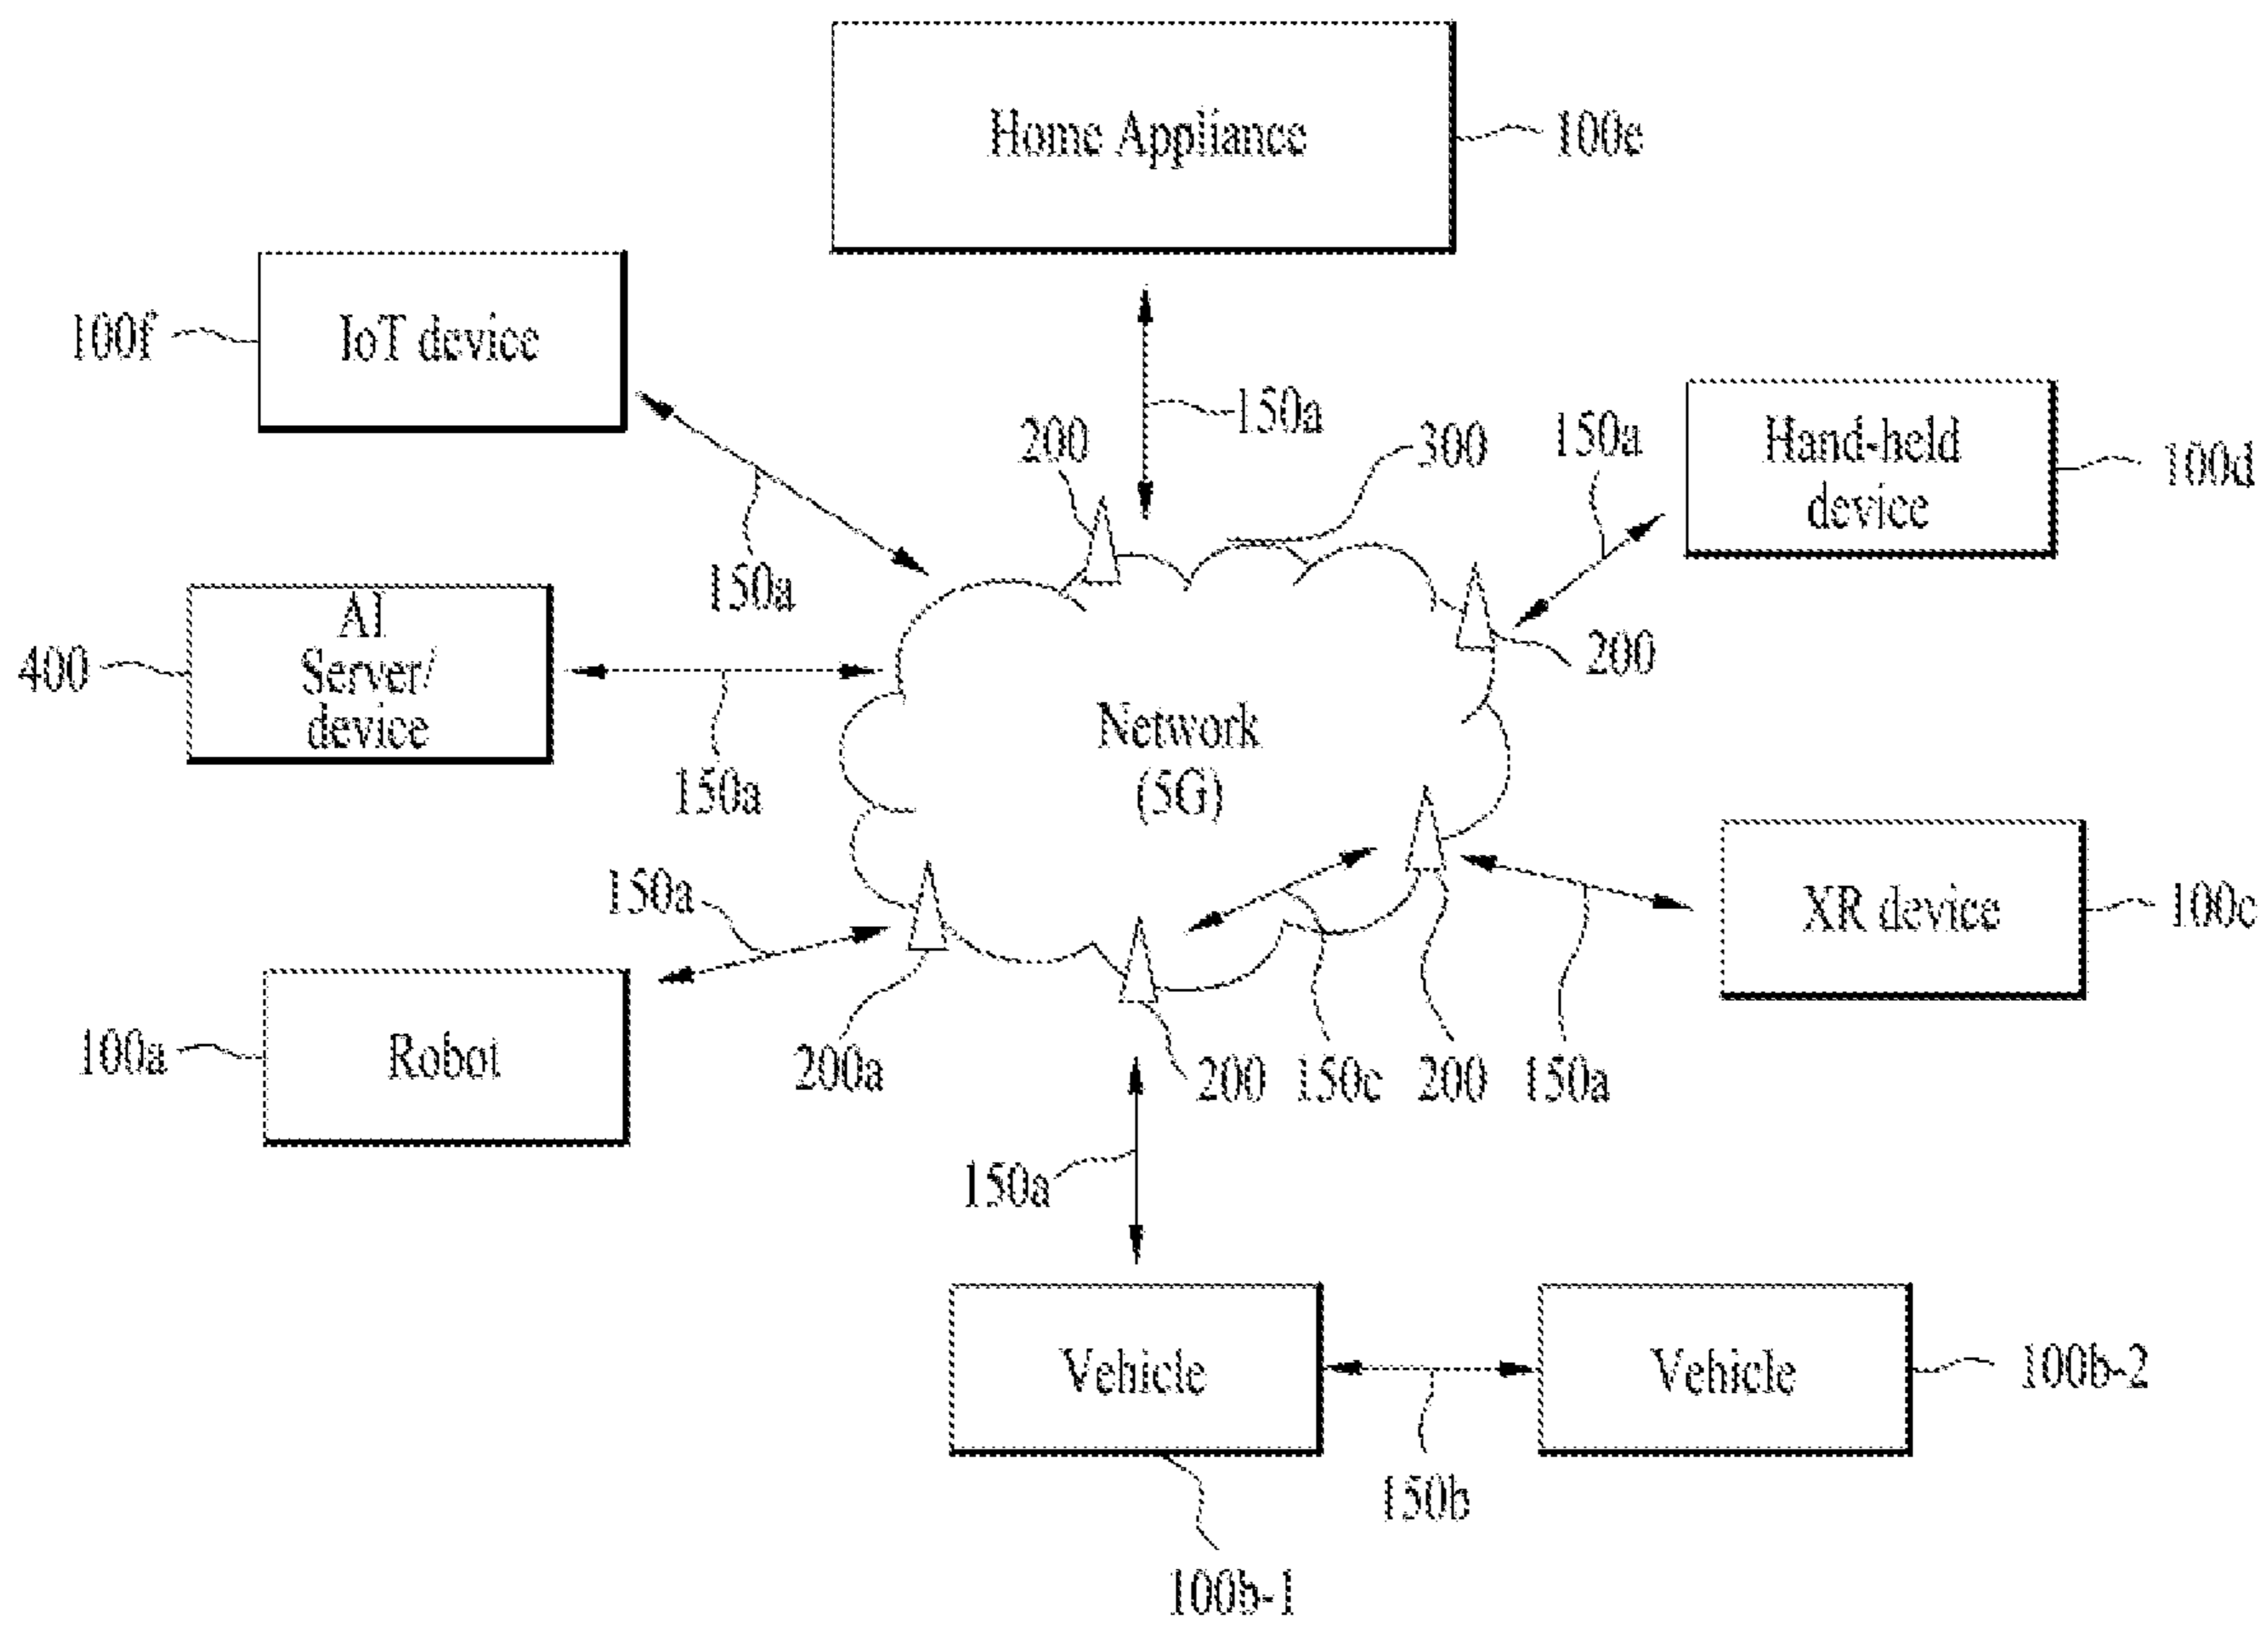 Home Appliance
100e
IoT device
100f
150a
200
300
150a
Hand-held
device
100d
150a
AI
Server/
device
400
200
150a
Network
(5G)
150a
XR device
100c
Robot
100a
200a
200
150c
200
150a
150a
Vehicle
Vehicle
100b-2
150b
100b-1